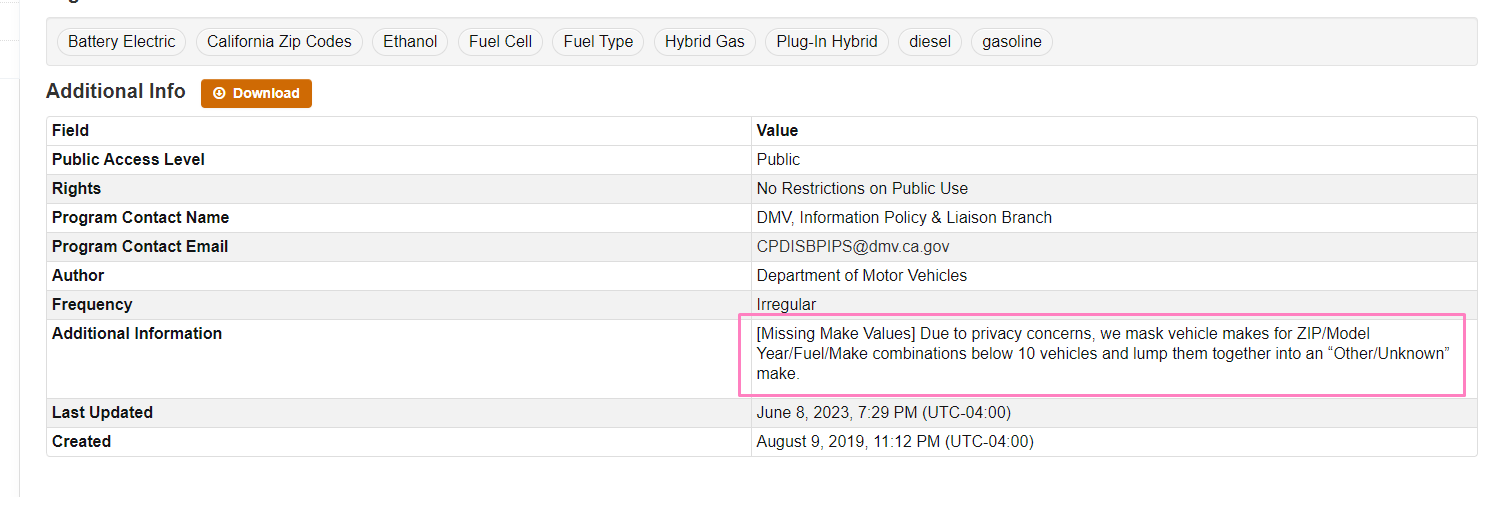 Battery Electric California Zip Codes Ethanol Fuel Cell Fuel Type Hybrid Gas Plug-In Hybrid diesel gasoline
Additional Info Download
Field Value
Public Access Level Public
Rights No Restrictions on Public Use
Program Contact Name DMV, Information Policy & Liaison Branch
Program Contact Email CPDISBPIPS@dmv.ca.gov
Author Department of Motor Vehicles
Frequency Irregular
Additional Information [Missing Make Values] Due to privacy concerns, we mask vehicle makes for ZIP/Model
Year/Fuel/Make combinations below 10 vehicles and lump them together into an “Other/Unknown”
make.
Last Updated June 8, 2023, 7:29 PM (UTC-04:00)
Created August 9, 2019, 11:12 PM (UTC-04:00)